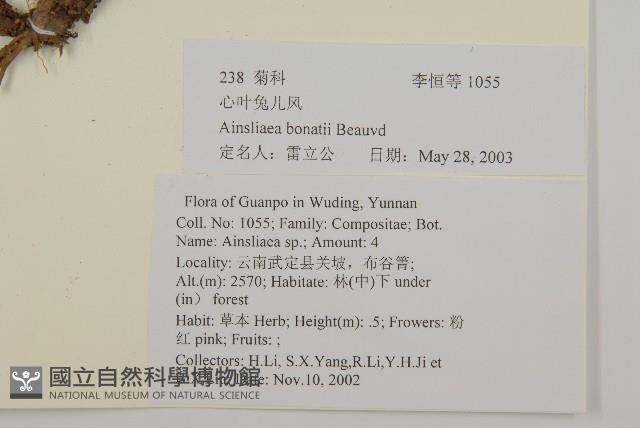 238 菊科 李恒等 1055
心叶兔儿风
Ainsliaea bonatii Beauvd
定名人：雷立公 日期：May 28, 2003
Flora of Guanpo in Wuding, Yunnan
Coll. No: 1055; Family: Compositae; Bot.
Name: Ainsliaea sp.; Amount: 4
Locality: 云南武定县关坡，布谷箐;
Alt.(m): 2570; Habitate: 林(中)下 under
(in） forest
Habit: 草本 Herb; Height(m): .5; Frowers: 粉
红 pink; Fruits: ;
Collectors: H.Li, S.X.Yang,R.Li,Y.H.Ji et
Nov.10, 2002
國立自然科學博物館
NATIONAL MUSEUM OF NATURAL SCIENCE